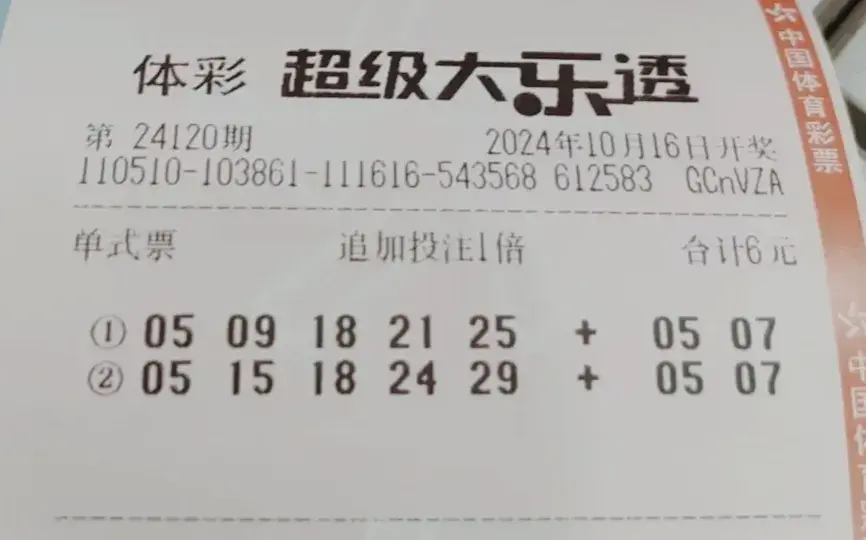 体彩 超级大乐透
第 24120期 2024年10月16日开奖
110510-103861-111616-543568 612583 GCnVZA
单式票 追加投注1倍 合计6元
① 05 09 18 21 25 + 05 07
② 05 15 18 24 29 + 05 07
中国体育彩票
中国体育彩